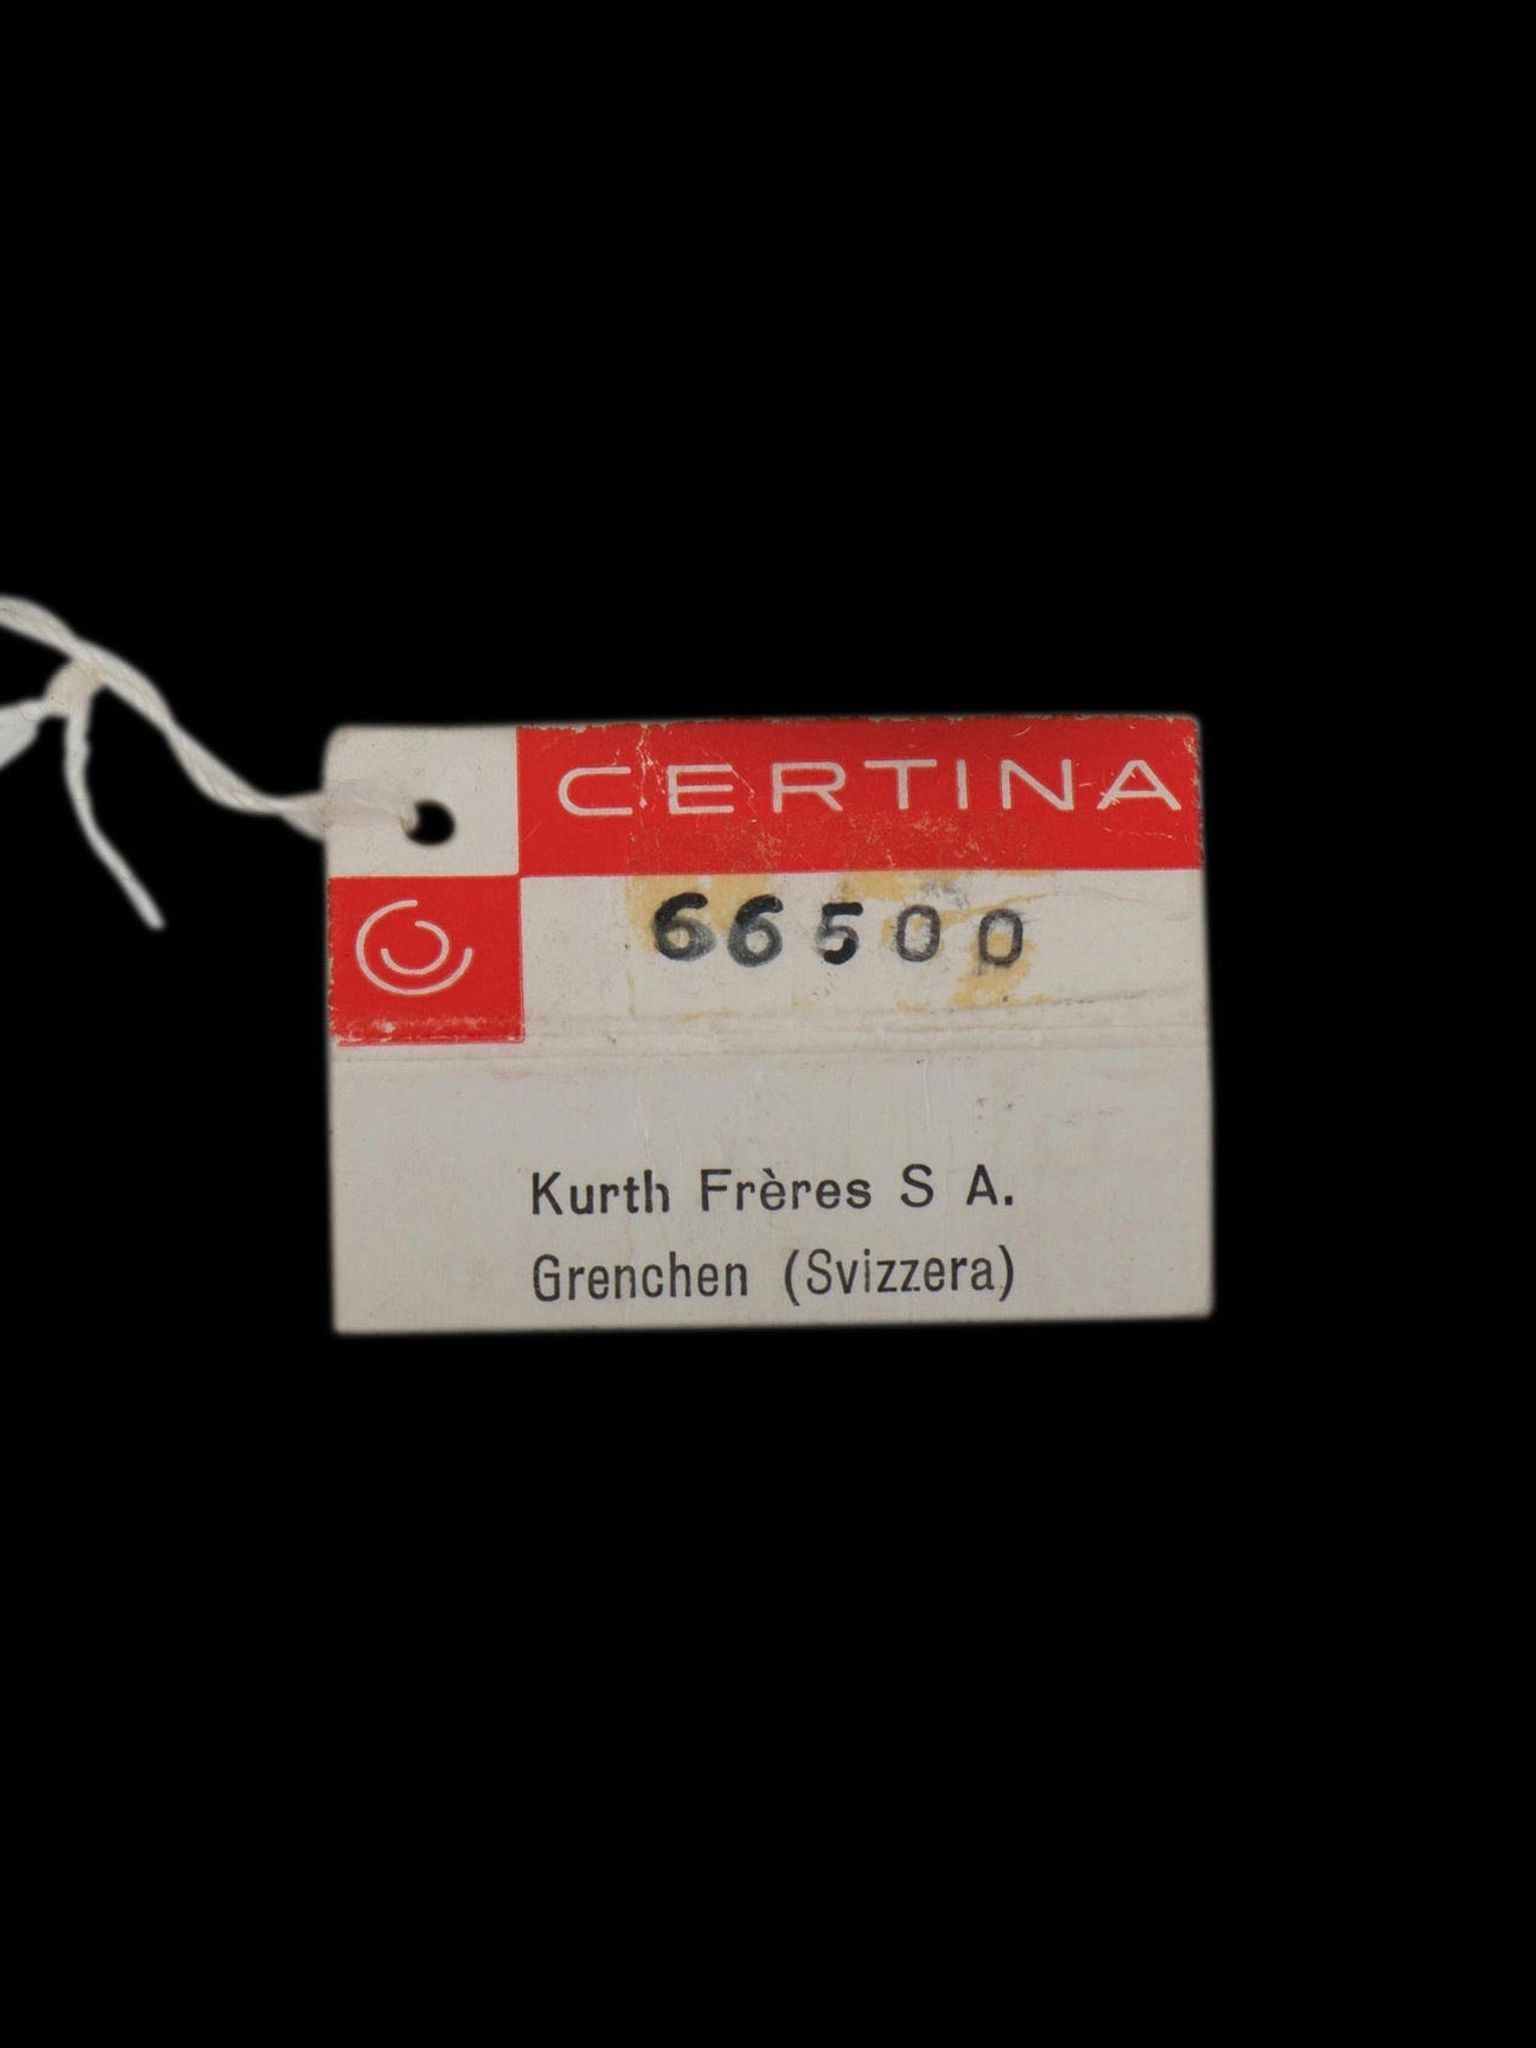 CERTINA
66500
Kurth Frères S A.
Grenchen (Svizzera)